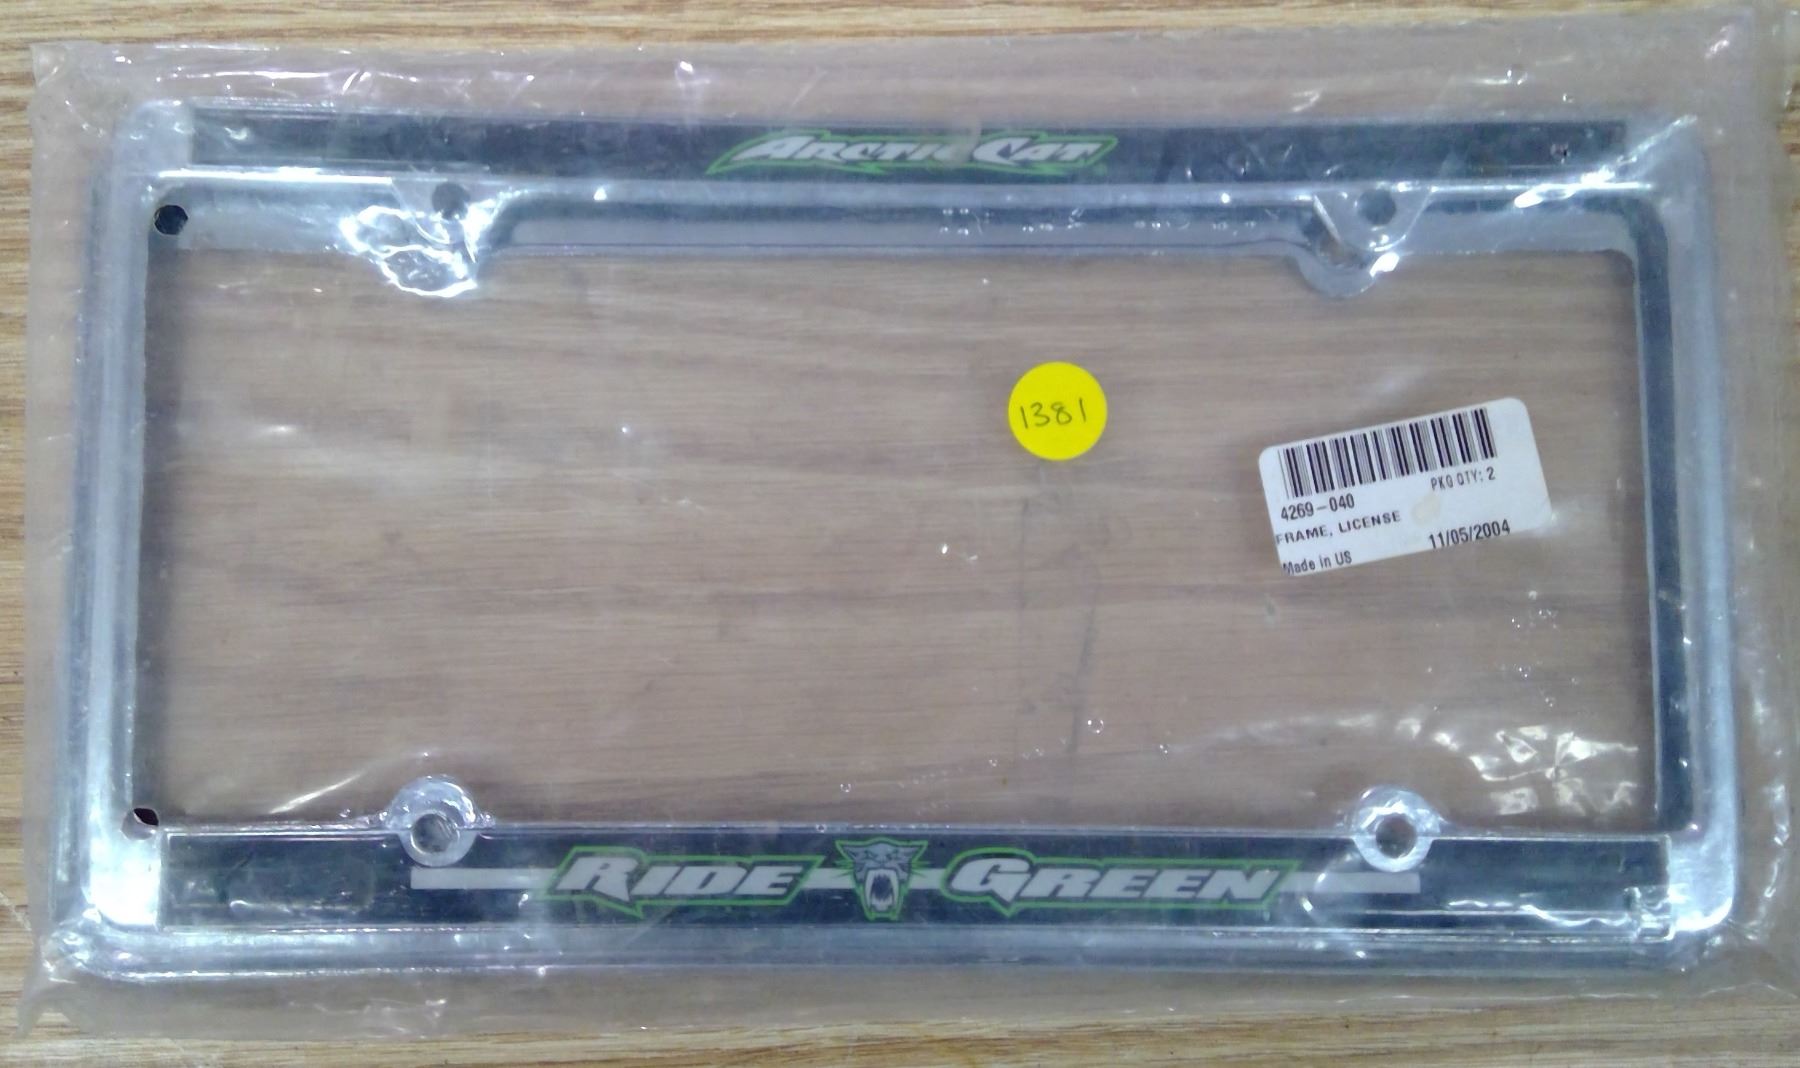 ARCTIC CAT
1381
PKG QTY: 2
4269-040
FRAME, LICENSE
11/05/2004
Made in US
RIDE GREEN